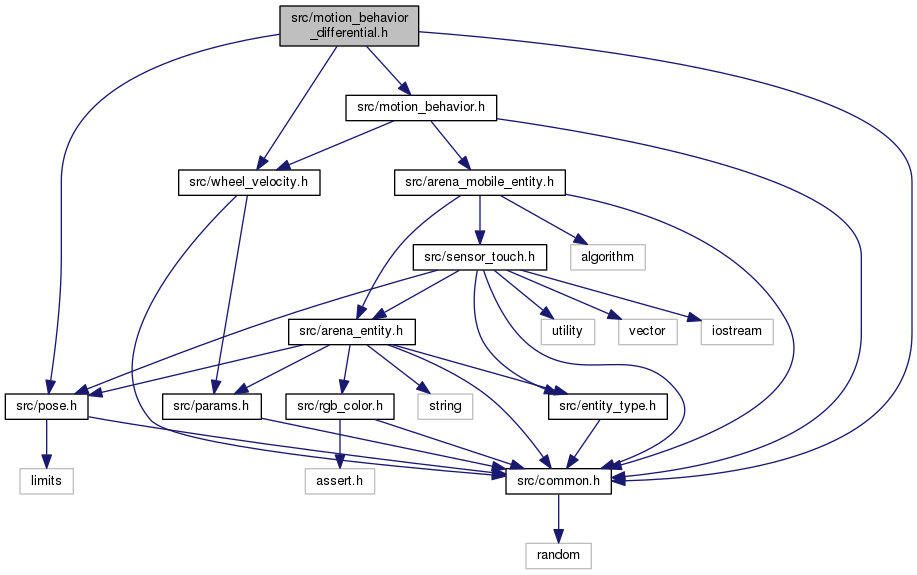 src/motion_behavior
_differential.h
src/motion_behavior.h
src/wheel_velocity.h
src/arena_mobile_entity.h
src/sensor_touch.h
algorithm
src/arena_entity.h
utility
vector
iostream
src/pose.h
src/params.h
src/rgb_color.h
string
src/entity_type.h
limits
assert.h
src/common.h
random